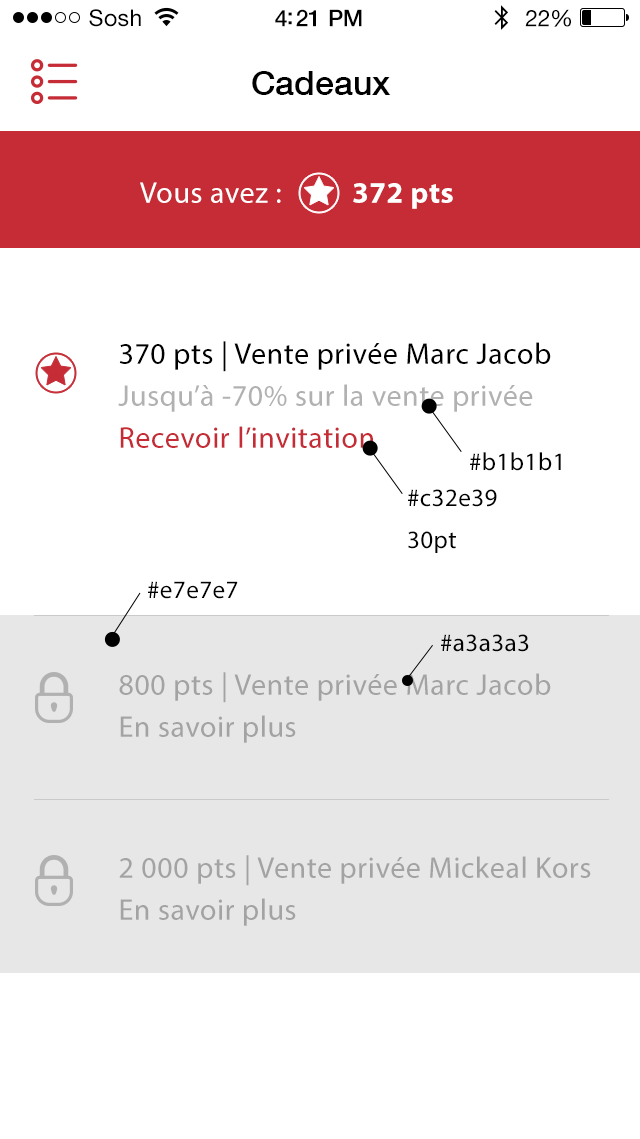 Sosh 4:21 PM 22%
Cadeaux
Vous avez : 372 pts
370 pts | Vente privée Marc Jacob
Jusqu'à -70% sur la vente privée
Recevoir l'invitation
#b1b1b1
#c32e39
30pt
#e7e7e7
#a3a3a3
800 pts | Vente privée Marc Jacob
En savoir plus
2 000 pts | Vente privée Mickeal Kors
En savoir plus